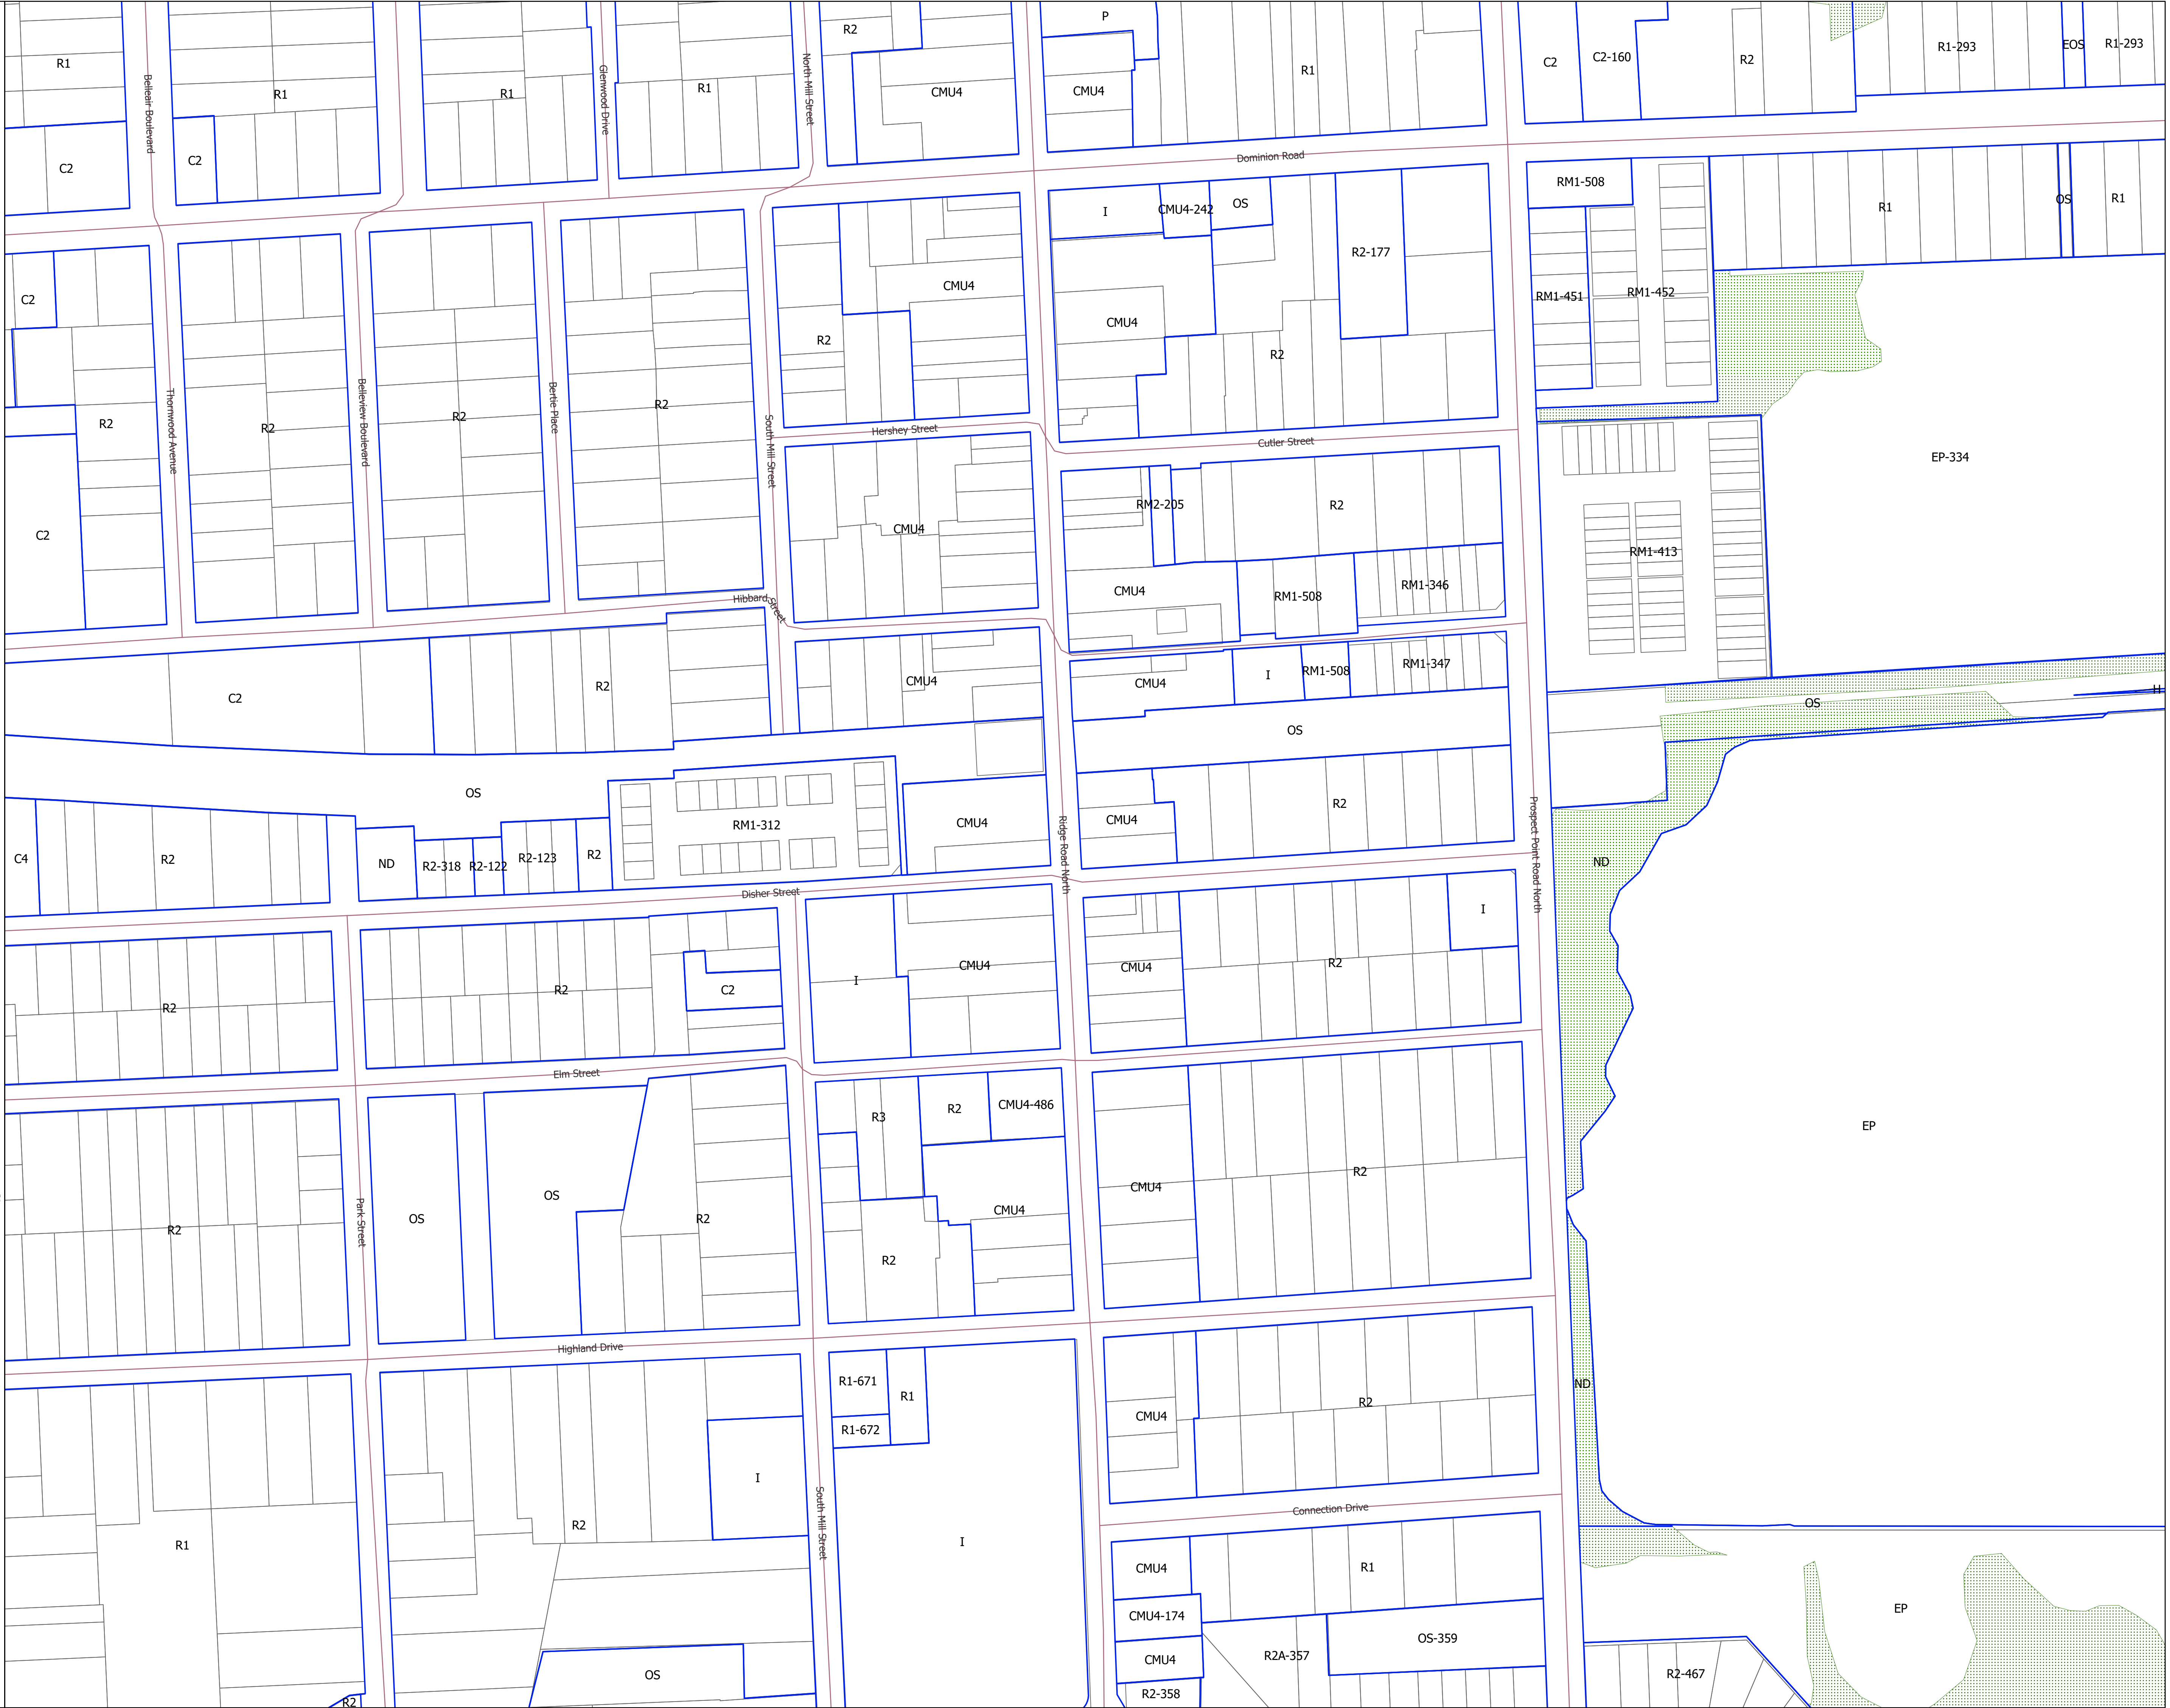 P
R2
R1
R1
R1
R1
R1
CMU4
CMU4
C2
C2-160
R2
R1-293
EOS
R1-293
Belleair Boulevard
Glenwood Drive
North Mill Street
C2
C2
Dominion Road
I
CMU4-242
OS
RM1-508
R1
OS
R1
R2-177
C2
CMU4
RM1-451
RM1-452
CMU4
R2
R2
R2
R2
R2
R2
R2
Thornwood Avenue
Belleview Boulevard
Bertie Place
South Mill Street
Hershey Street
Cutler Street
EP-334
C2
CMU4
RM2-205
R2
RM1-413
CMU4
RM1-508
RM1-346
Hibbard Street
C2
R2
CMU4
CMU4
I
RM1-508
RM1-347
H
OS
OS
OS
RM1-312
CMU4
CMU4
R2
C4
R2
ND
R2-318
R2-122
R2-123
R2
Ridge Road North
Prospect Point Road North
ND
Disher Street
I
R2
R2
C2
I
CMU4
CMU4
R2
Elm Street
R3
R2
CMU4-486
EP
R2
Park Street
OS
OS
R2
R2
CMU4
CMU4
R2
Highland Drive
R1-671
R1
R1-672
CMU4
R2
ND
I
R1
R2
South Mill Street
I
Connection Drive
CMU4
R1
CMU4-174
CMU4
R2A-357
OS-359
EP
R2-467
OS
R2
R2-358